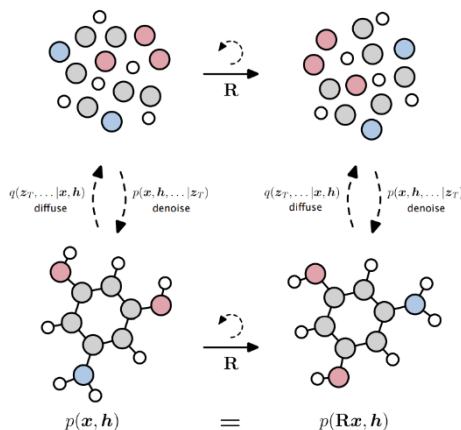 R
q(z_T, ... | x, h)
diffuse
p(x, h, ... | z_T)
denoise
q(z_T, ... | x, h)
diffuse
p(x, h, ... | z_T)
denoise
R
p(x, h) = p(Rx, h)